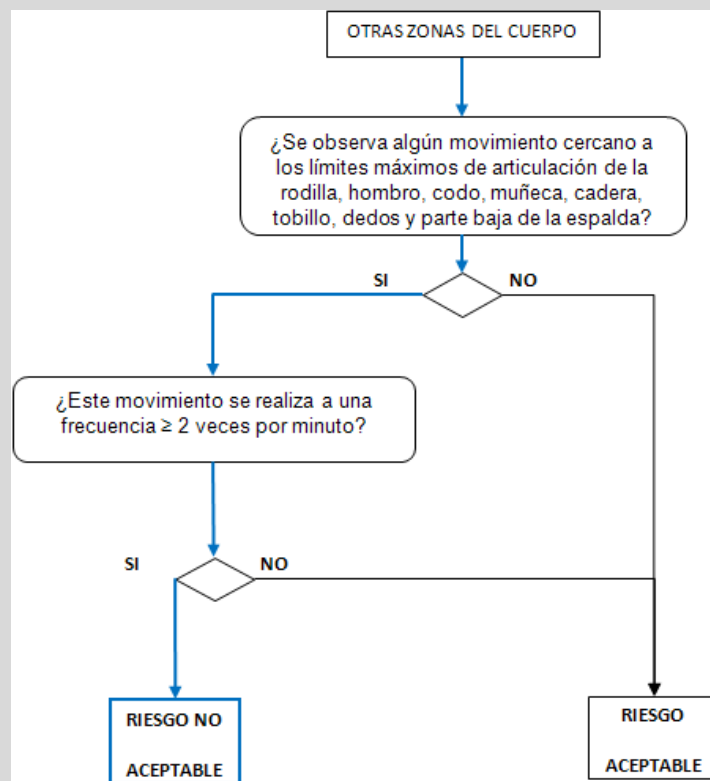 OTRAS ZONAS DEL CUERPO
¿Se observa algún movimiento cercano a
los límites máximos de articulación de la
rodilla, hombro, codo, muñeca, cadera,
tobillo, dedos y parte baja de la espalda?
SI
NO
¿Este movimiento se realiza a una
frecuencia ≥ 2 veces por minuto?
SI
NO
RIESGO NO
ACEPTABLE
RIESGO
ACEPTABLE